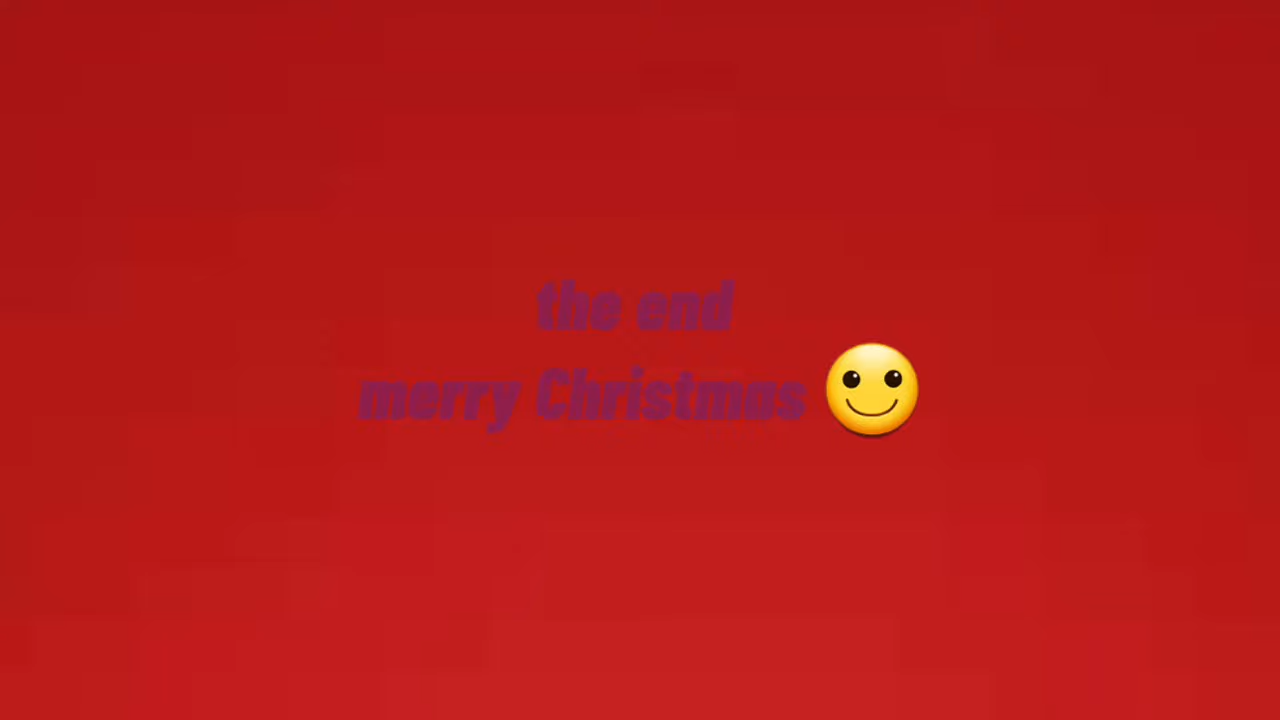 the end
merry Christmas 🙂